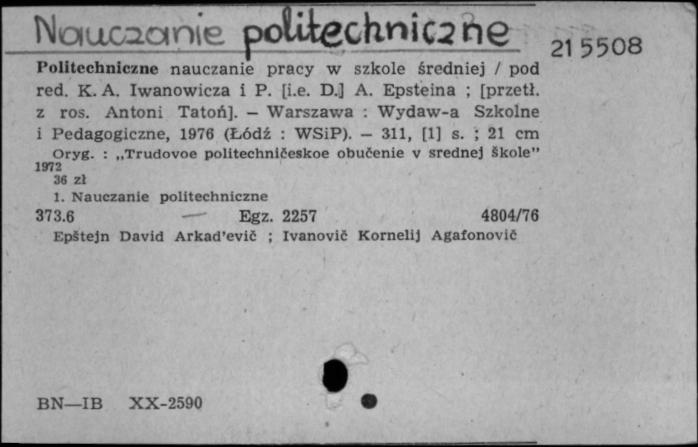 Nauczanie politechniczne
215508
Politechniczne nauczanie pracy w szkole średniej / pod
red. K. A. Iwanowicza i P. [i.e. D.] A. Epsteina ; [przetł.
z ros. Antoni Tatoń]. — Warszawa : Wydaw-a Szkolne
i Pedagogiczne, 1976 (Łódź : WSiP). — 311, [1] s. ; 21 cm
Oryg. : „Trudovoe politechničeskoe obučenie v srednej škole”
1972
36 zł
1. Nauczanie politechniczne
373.6 — Egz. 2257 4804/76
Epštejn David Arkad'evič ; Ivanovič Kornelij Agafonovič
BN—IB XX-2590